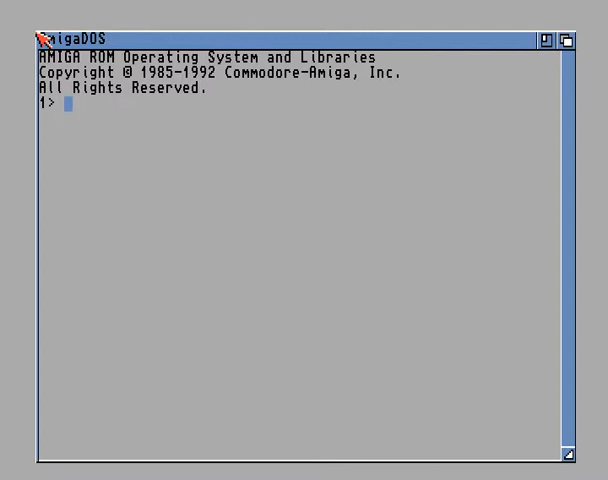 AmigaDOS
AMIGA ROM Operating System and Libraries
Copyright © 1985-1992 Commodore-Amiga, Inc.
All Rights Reserved.
1>